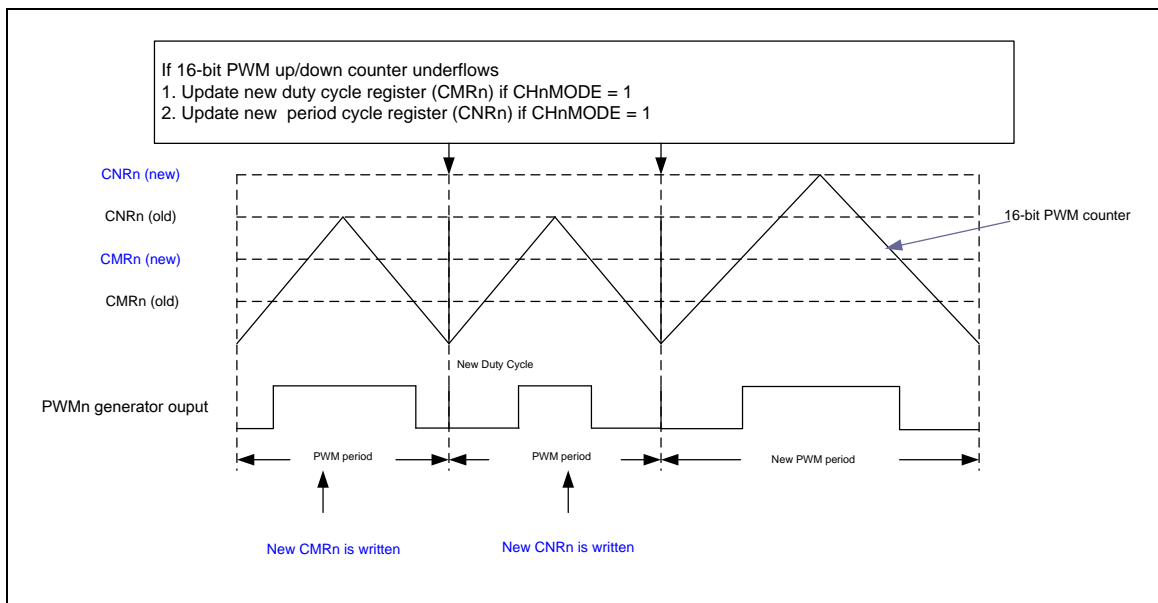 If 16-bit PWM up/down counter underflows
1. Update new duty cycle register (CMRn) if CHnMODE = 1
2. Update new  period cycle register (CNRn) if CHnMODE = 1
CNRn (new)
CNRn (old)
16-bit PWM counter
CMRn (new)
CMRn (old)
New Duty Cycle
PWMn generator ouput
PWM period
PWM period
New PWM period
New CMRn is written
New CNRn is written